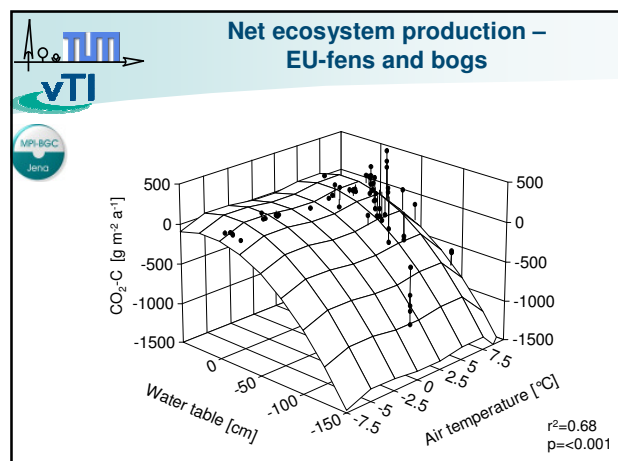 Net ecosystem production –
EU-fens and bogs
TUM
vTI
MPI-BGC
Jena
CO₂-C [g m⁻² a⁻¹]
500
0
-500
-1000
-1500
500
0
-500
-1000
-1500
0
-50
-100
-150
Water table [cm]
-7.5
-5
-2.5
0
2.5
5
7.5
Air temperature [°C]
r²=0.68
p=<0.001